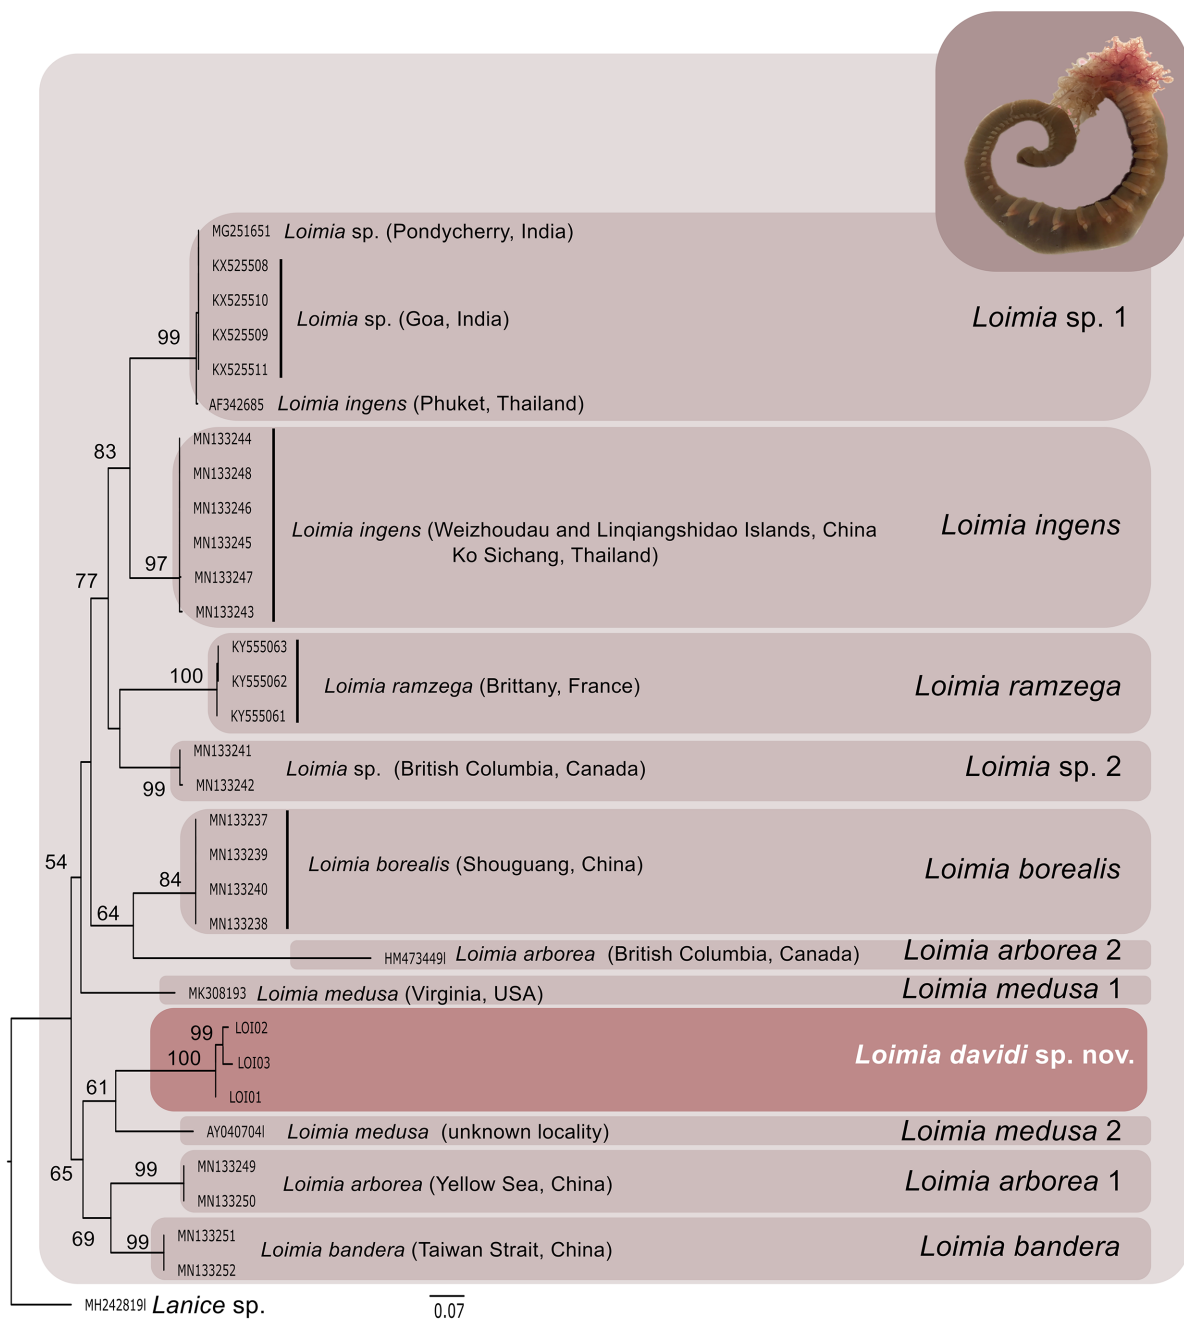 MG251651 Loimia sp. (Pondycherry, India)
KX525508
KX525510
Loimia sp. (Goa, India)
Loimia sp. 1
KX525509
99
KX525511
AF342685 Loimia ingens (Phuket, Thailand)
MN133244
83
MN133248
MN133246
Loimia ingens (Weizhoudau and Linqiangshidao Islands, China
Ko Sichang, Thailand)
Loimia ingens
MN133245
97
MN133247
77
MN133243
KY555063
100
KY555062
Loimia ramzega (Brittany, France)
Loimia ramzega
KY555061
MN133241
Loimia sp. (British Columbia, Canada)
Loimia sp. 2
99
MN133242
MN133237
MN133239
54
Loimia borealis (Shouguang, China)
Loimia borealis
84
MN133240
64
MN133238
HM473449l Loimia arborea (British Columbia, Canada)
Loimia arborea 2
MK308193 Loimia medusa (Virginia, USA)
Loimia medusa 1
99
LOI02
100
LOI03
Loimia davidi sp. nov.
61
LOI01
AY040704l Loimia medusa (unknown locality)
Loimia medusa 2
65
99
MN133249
Loimia arborea (Yellow Sea, China)
Loimia arborea 1
MN133250
69
99
MN133251
Loimia bandera (Taiwan Strait, China)
Loimia bandera
MN133252
MH242819l Lanice sp.
0.07